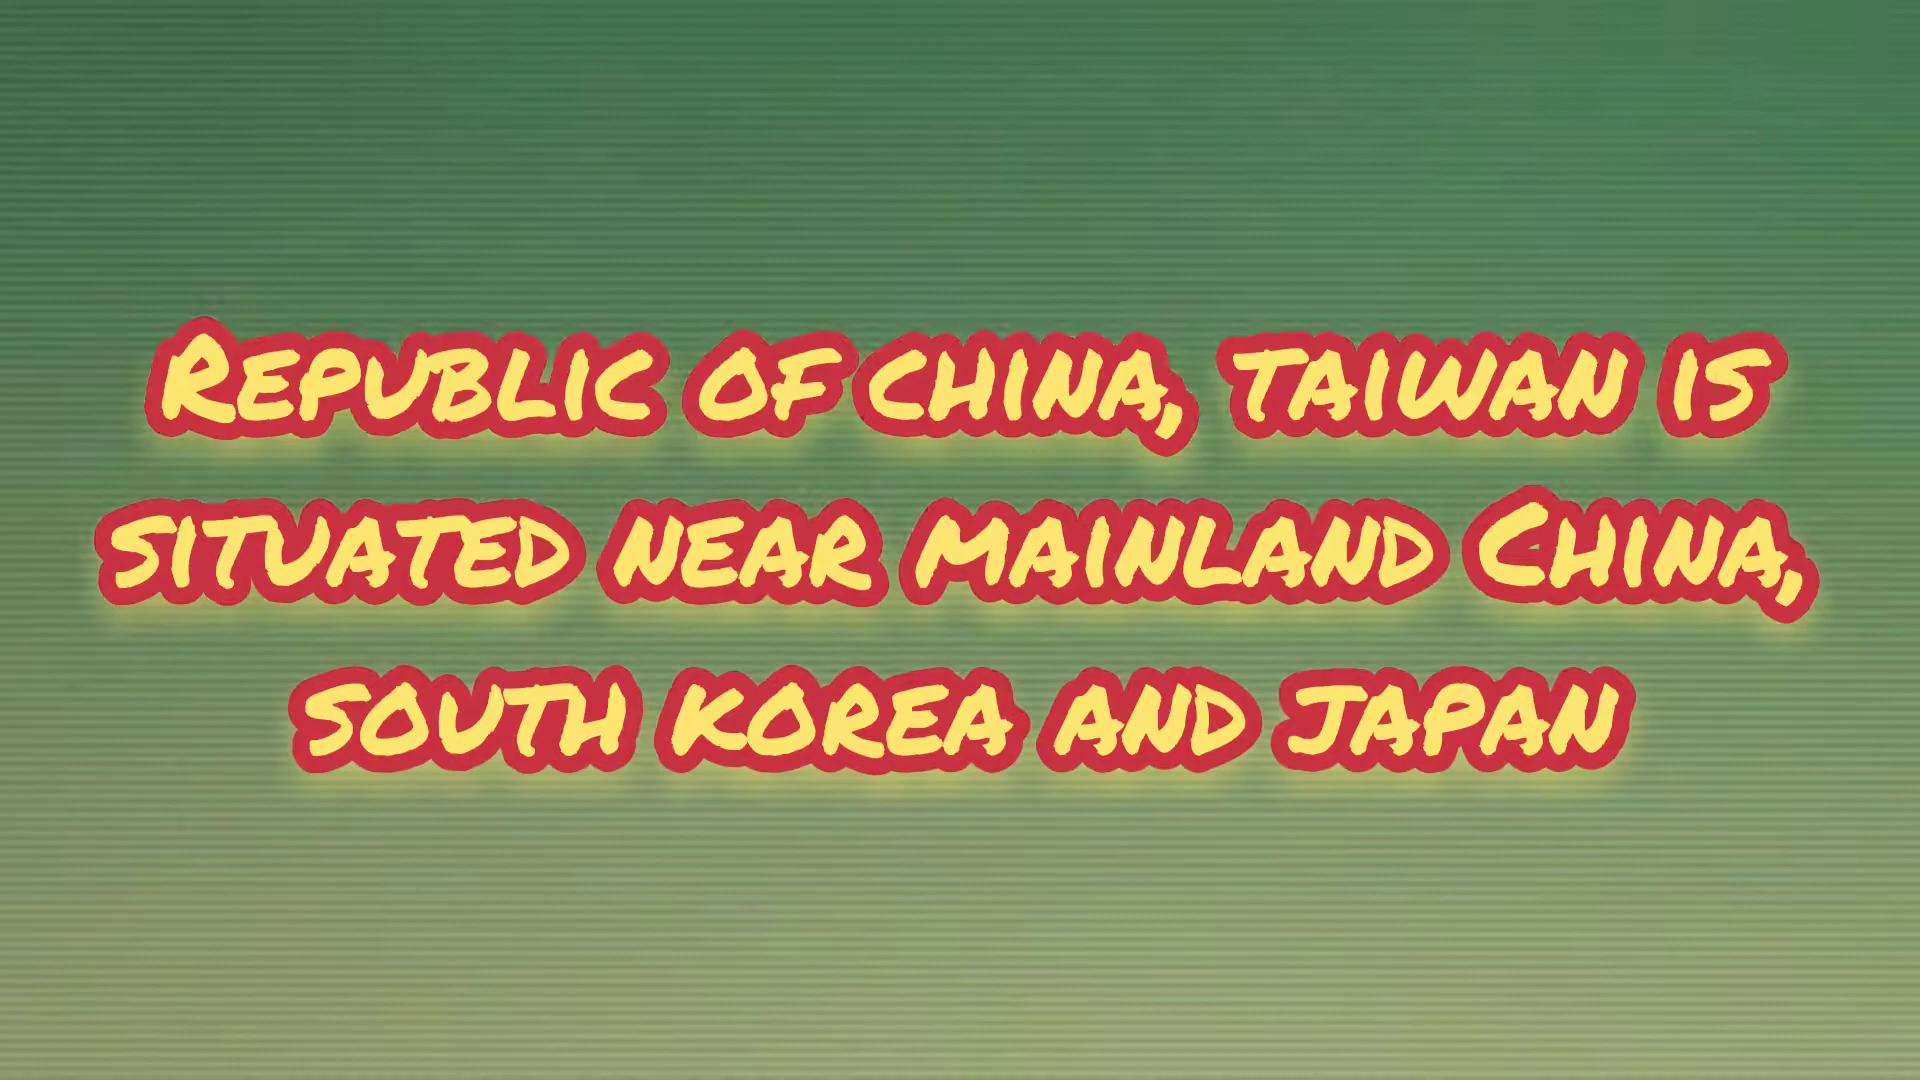 Republic of china, taiwan is
situated near mainland China,
south korea and japan